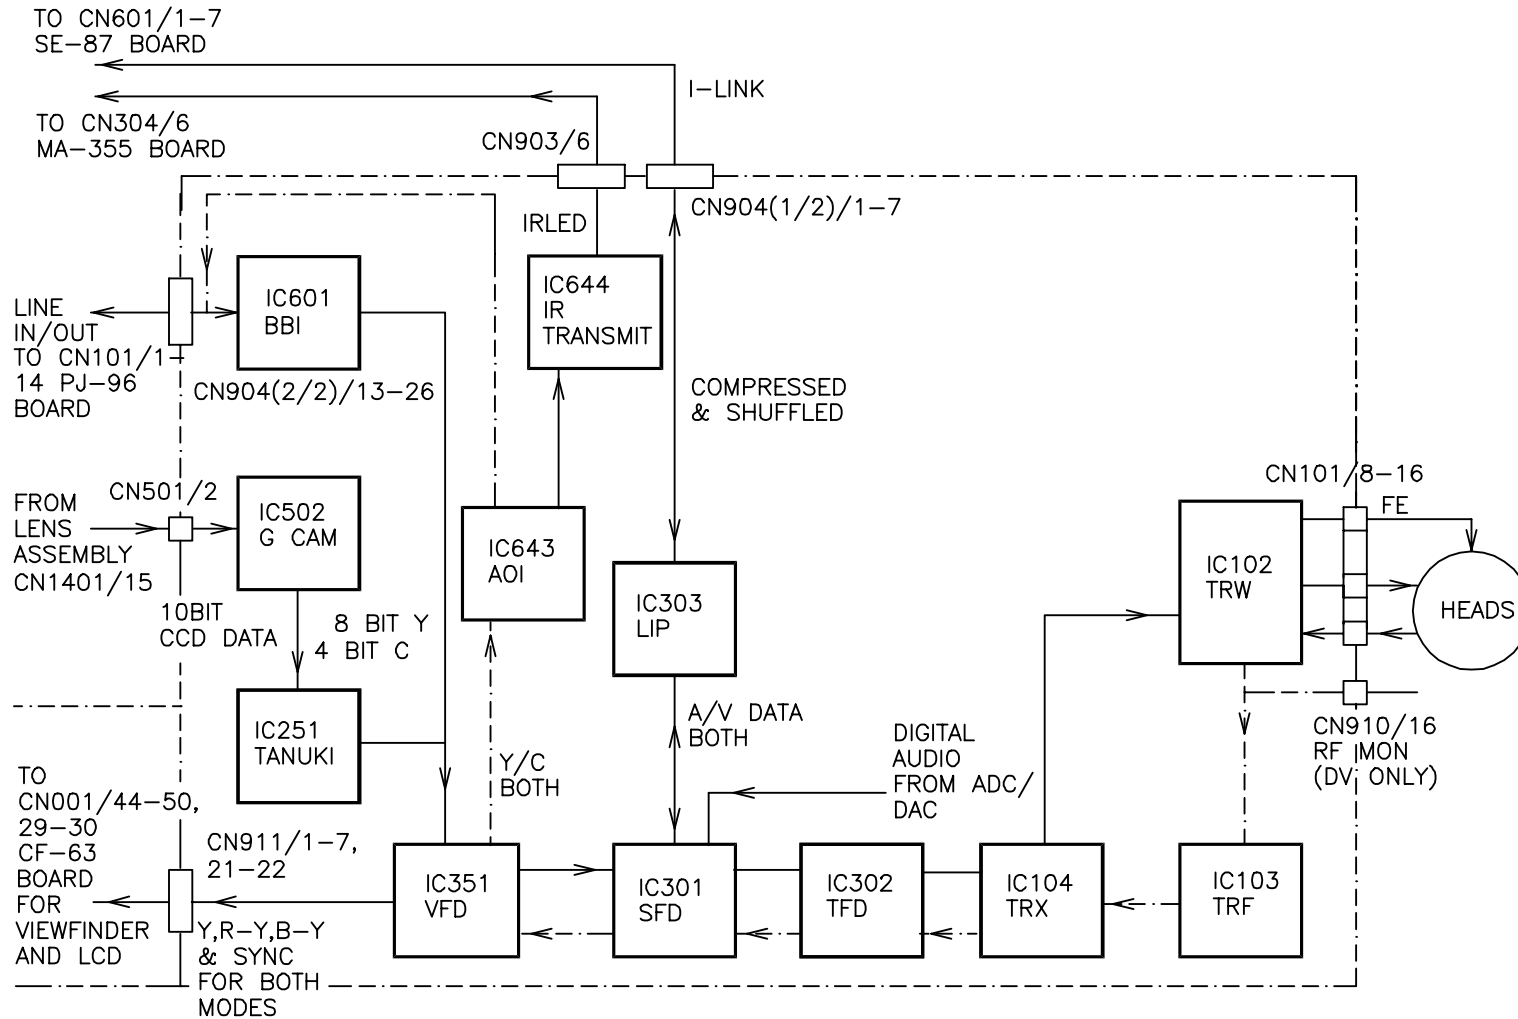 TO CN601/1-7
SE-87 BOARD
I-LINK
TO CN304/6
MA-355 BOARD
CN903/6
CN904(1/2)/1-7
IRLED
IC644
IR
TRANSMIT
IC601
BBI
LINE
IN/OUT
TO CN101/1-
14 PJ-96
BOARD
CN904(2/2)/13-26
COMPRESSED
& SHUFFLED
CN101/8-16
FE
CN501/2
FROM
LENS
ASSEMBLY
CN1401/15
IC502
G CAM
IC643
AOI
IC102
TRW
HEADS
IC303
LIP
10BIT
CCD DATA
8 BIT Y
4 BIT C
IC251
TANUKI
Y/C
BOTH
A/V DATA
BOTH
DIGITAL
AUDIO
FROM ADC/
DAC
CN910/16
RF MON
(DV ONLY)
TO
CN001/44-50,
29-30
CF-63
BOARD
FOR
VIEWFINDER
AND LCD
CN911/1-7,
21-22
IC351
VFD
IC301
SFD
IC302
TFD
IC104
TRX
IC103
TRF
Y,R-Y,B-Y
& SYNC
FOR BOTH
MODES